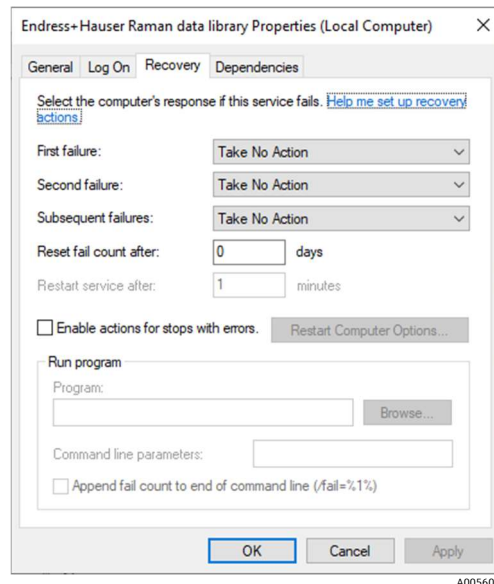 Endress+Hauser Raman data library Properties (Local Computer)
General Log On Recovery Dependencies
Select the computer's response if this service fails. Help me set up recovery
actions.
First failure: Take No Action
Second failure: Take No Action
Subsequent failures: Take No Action
Reset fail count after: 0 days
Restart service after: 1 minutes
Enable actions for stops with errors. Restart Computer Options...
Run program
Program:
Browse...
Command line parameters:
Append fail count to end of command line (/fail=%1%)
OK Cancel Apply
A00560